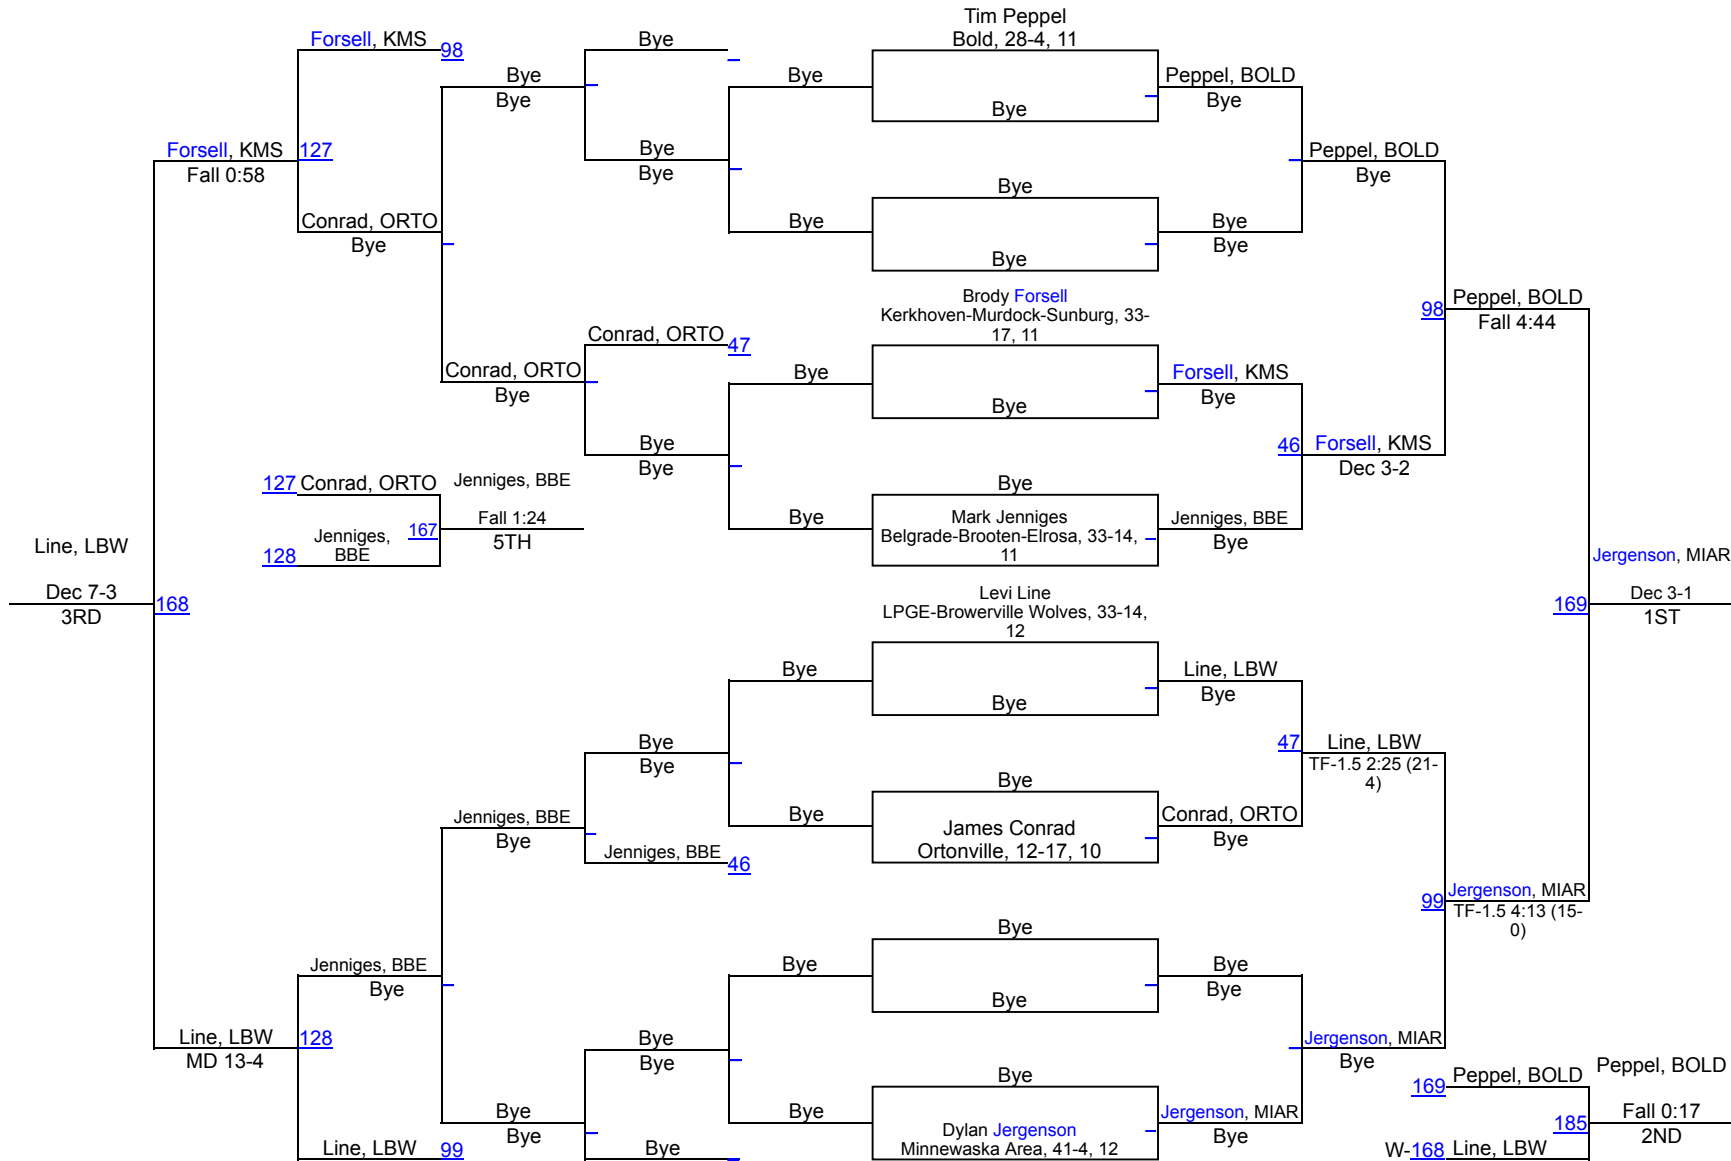 Tim Peppel
Bold, 28-4, 11
Forsell, KMS 98
Bye
Bye
Bye
Bye
Peppel, BOLD
Bye
Bye
Forsell, KMS 127
Fall 0:58
Bye
Bye
Peppel, BOLD
Bye
Bye
Conrad, ORTO
Bye
Bye
Bye
Bye
Bye
Brody Forsell
Kerkhoven-Murdock-Sunburg, 33-
17, 11
98 Peppel, BOLD
Fall 4:44
Conrad, ORTO 47
Conrad, ORTO
Bye
Bye
Forsell, KMS
Bye
Bye
Bye
Bye
46 Forsell, KMS
Dec 3-2
127 Conrad, ORTO
Jenniges, BBE
Bye
Fall 1:24
5TH
167
Jenniges,
BBE
128
Bye
Mark Jenniges
Belgrade-Brooten-Elrosa, 33-14,
11
Jenniges, BBE
Bye
Line, LBW
Dec 7-3
3RD
168
Jergenson, MIAR
169 Dec 3-1
1ST
Levi Line
LPGE-Browerville Wolves, 33-14,
12
Bye
Line, LBW
Bye
Bye
Bye
Bye
47 Line, LBW
TF-1.5 2:25 (21-
4)
Bye
Jenniges, BBE
Bye
Bye
James Conrad
Ortonville, 12-17, 10
Conrad, ORTO
Bye
Jenniges, BBE 46
99 Jergenson, MIAR
TF-1.5 4:13 (15-
0)
Bye
Jenniges, BBE
Bye
Bye
Bye
Bye
Bye
Line, LBW 128
MD 13-4
Bye
Bye
Jergenson, MIAR
Bye
Bye
169 Peppel, BOLD
Peppel, BOLD
Bye
Bye
Bye
Dylan Jergenson
Minnewaska Area, 41-4, 12
Jergenson, MIAR
Bye
185 Fall 0:17
2ND
Line, LBW 99
Bye
W-168 Line, LBW